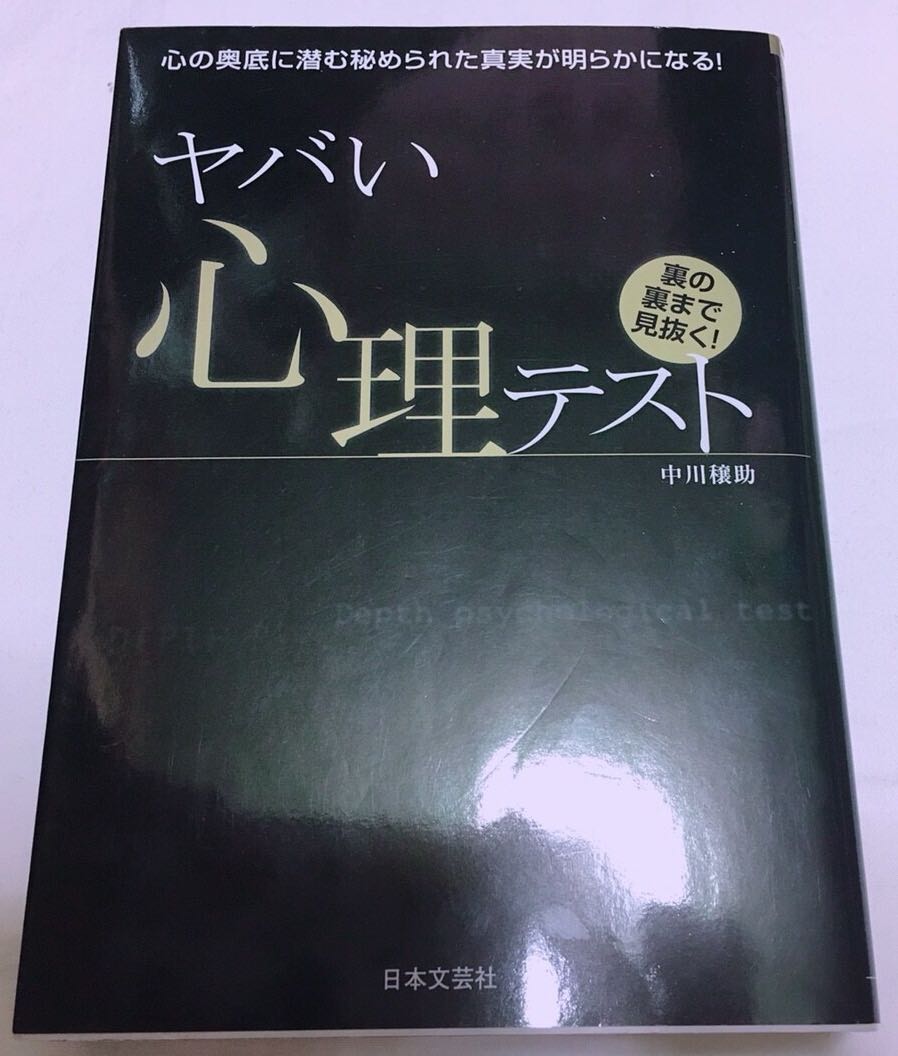 心の奥底に潜む秘められた真実が明らかになる!
ヤバい
心理テスト
裏の
裏まで
見抜く!
中川穣助
Depth psychological test
日本文芸社